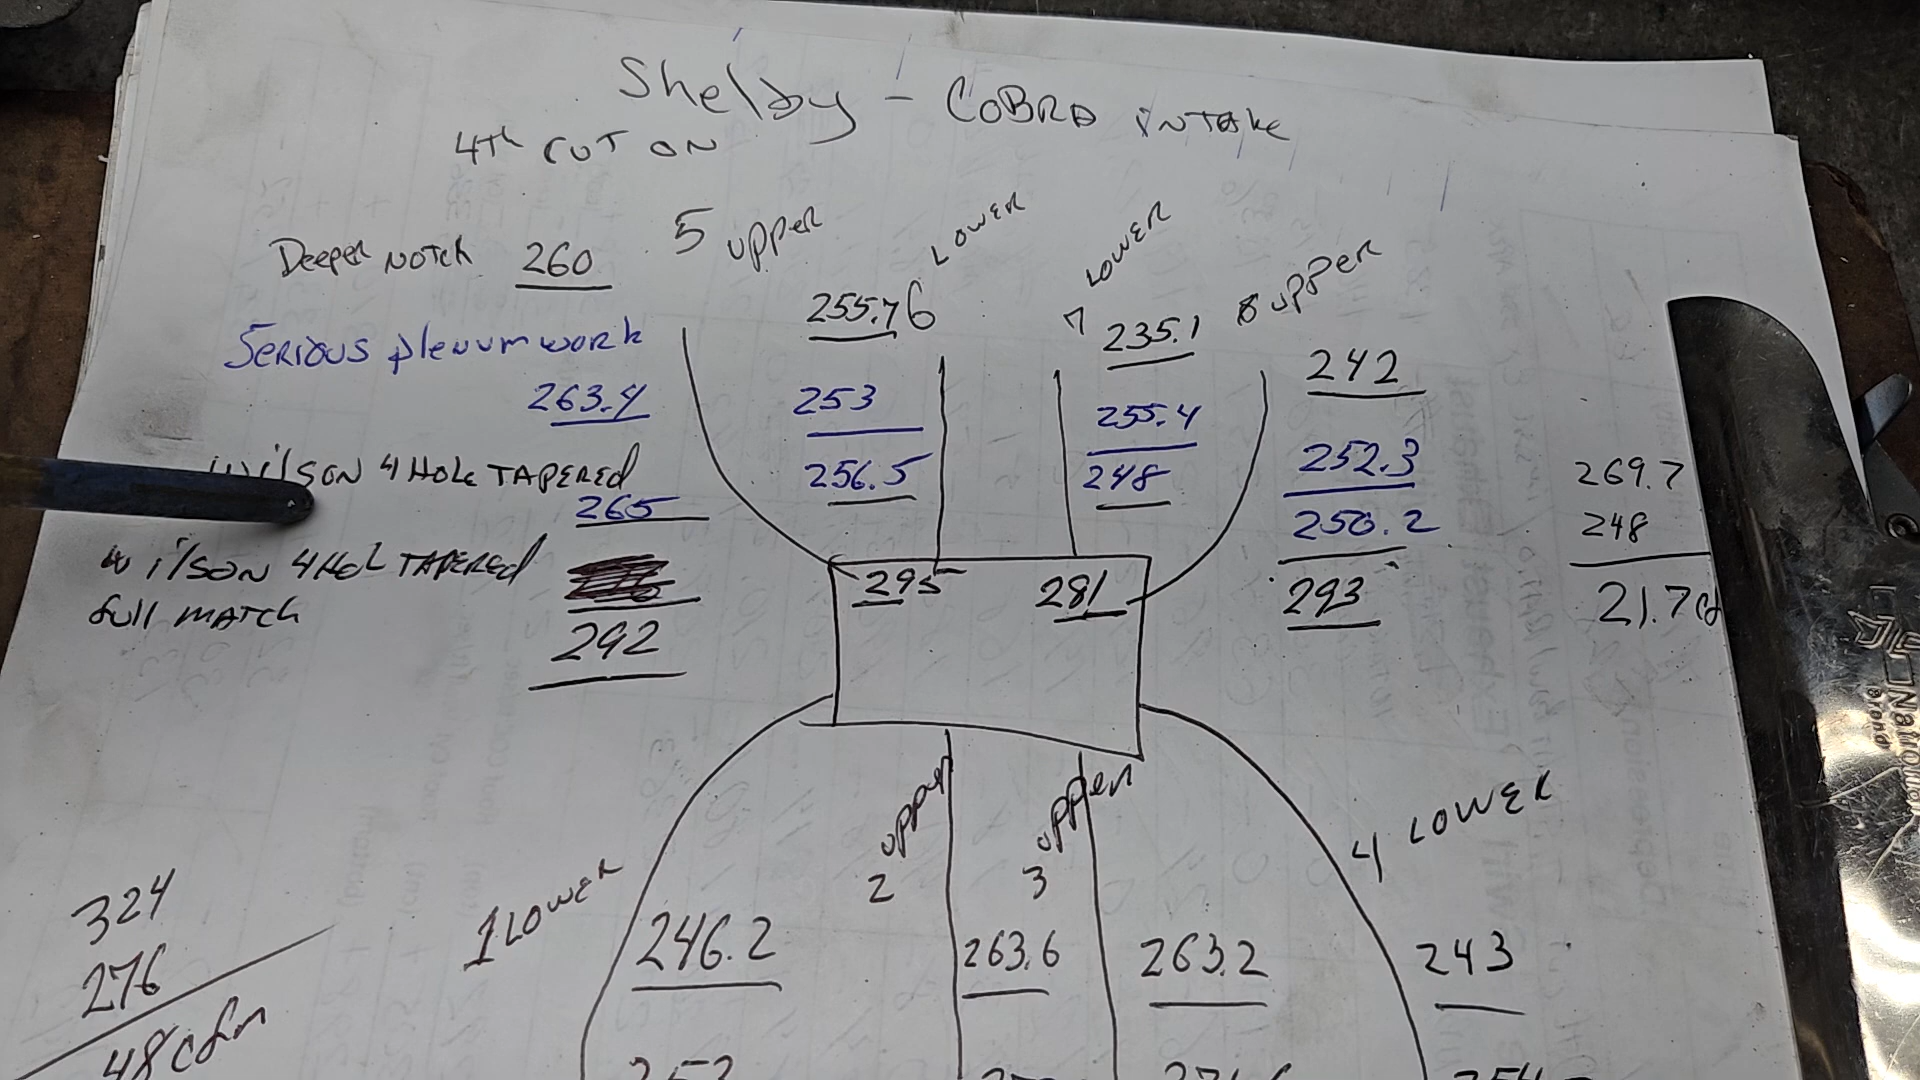 Shelby - COBRA INTAKE
4Th CUT ON
5 upper
LOWER
7 LOWER
8 upper
Deeper NOTCh 260
255.76
235.1
242
SERIOUS plenum work
263.4
253
255.4
252.3
269.7
Wilson 4 Hole TAPERED
265
256.5
248
250.2
248
Wilson 4 Hol TAPERED
full MATCh
292
295
281
293
21.7 cf
2 upper
3 upper
4 LOWER
1 LOWER
246.2
263.6
263.2
243
324
276
48 cfm